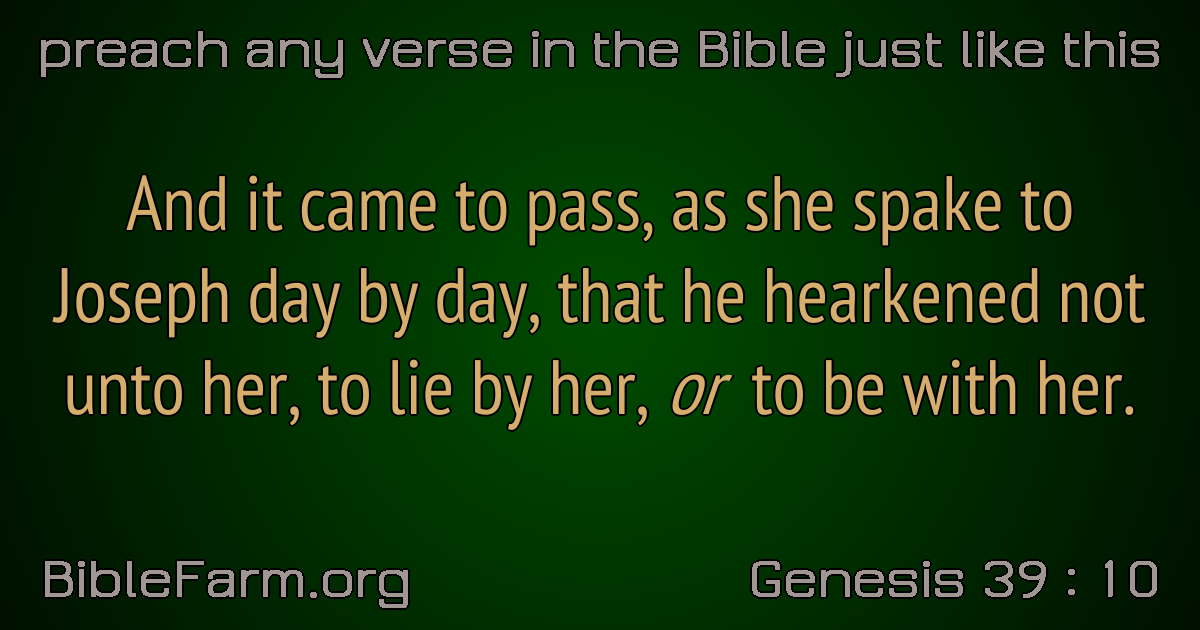 preach any verse in the Bible just like this
And it came to pass, as she spake to
Joseph day by day, that he hearkened not
unto her, to lie by her, or to be with her.
BibleFarm.org
Genesis 39 : 10